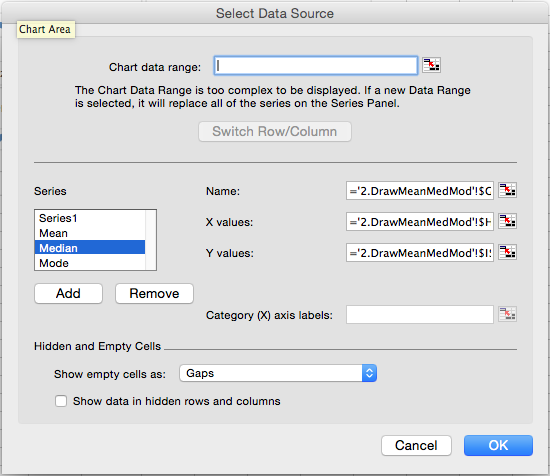 Select Data Source
Chart Area
Chart data range:
The Chart Data Range is too complex to be displayed. If a new Data Range
is selected, it will replace all of the series on the Series Panel.
Switch Row/Column
Series
Series1
Mean
Median
Mode
Add Remove
Name: ='2.DrawMeanMedMod'!$
X values: ='2.DrawMeanMedMod'!$H
Y values: ='2.DrawMeanMedMod'!$I
Category (X) axis labels:
Hidden and Empty Cells
Show empty cells as: Gaps
Show data in hidden rows and columns
Cancel OK